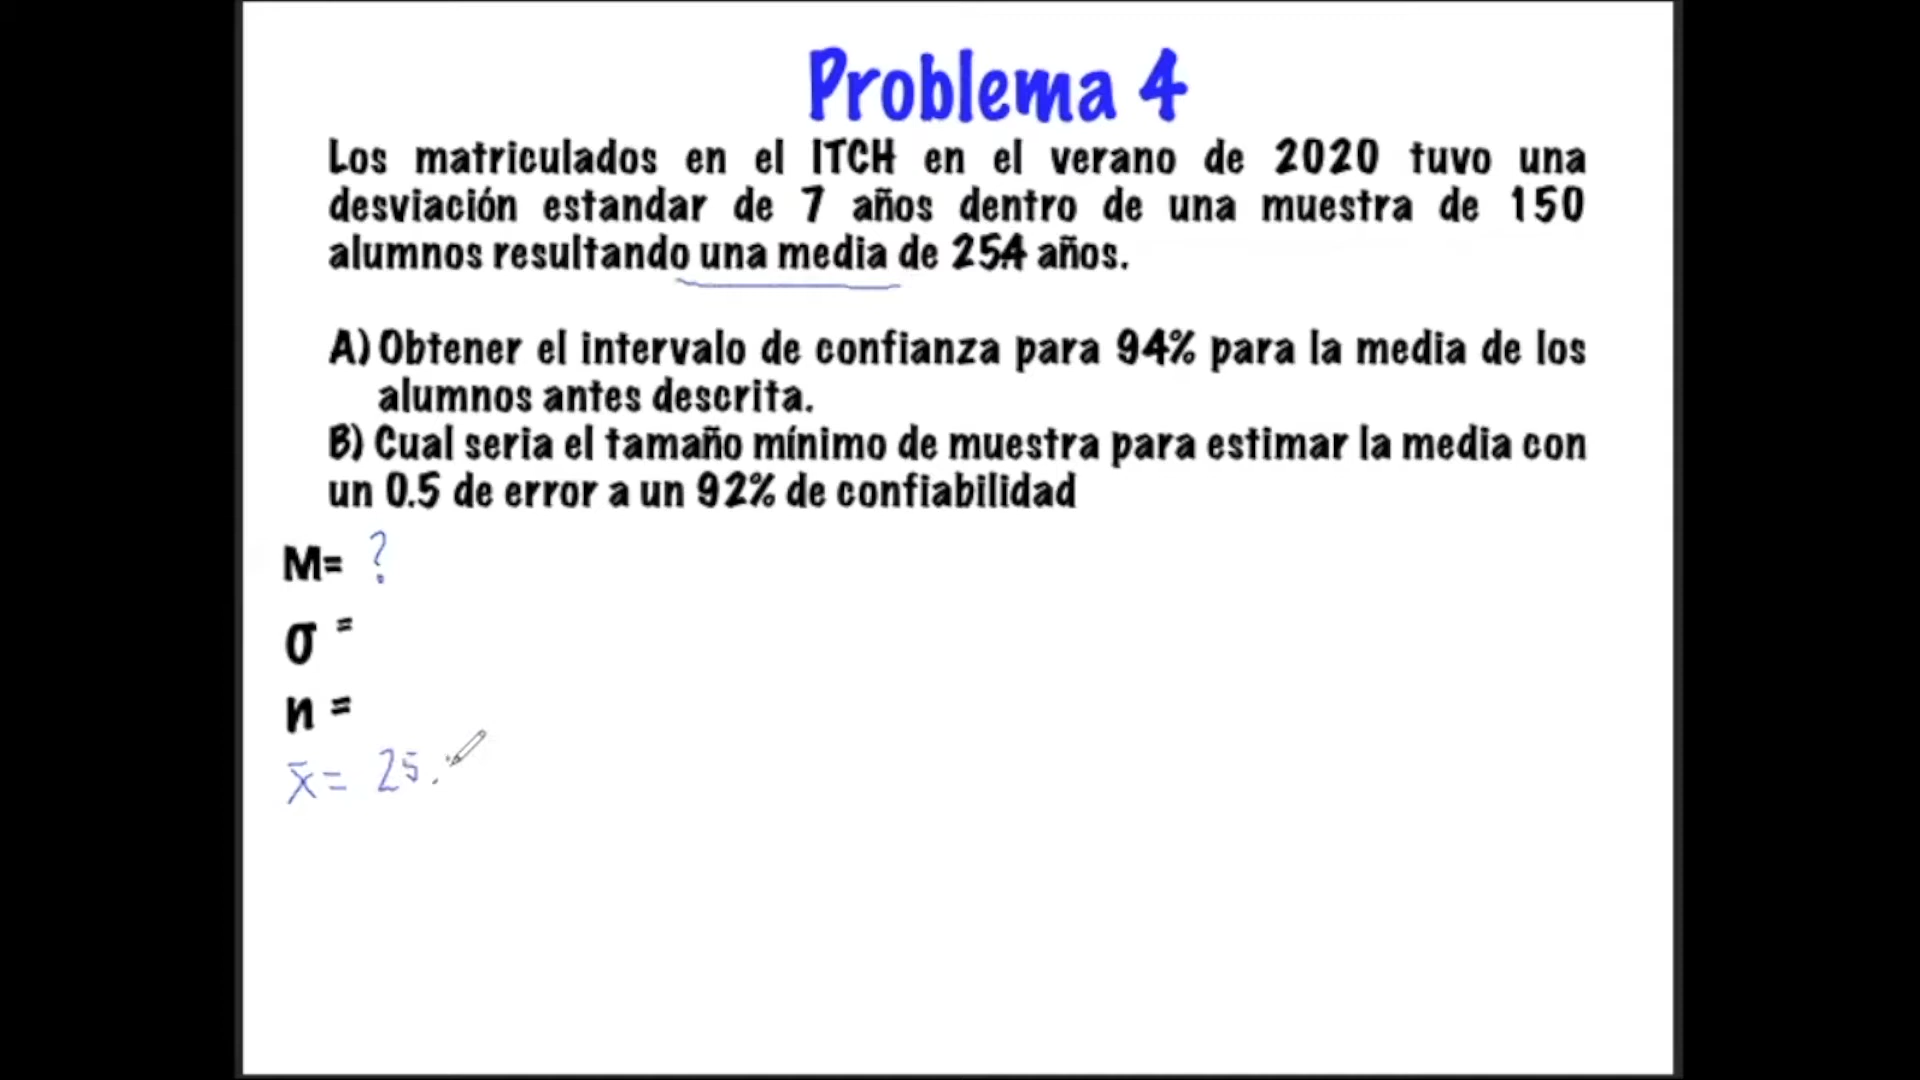 Problema 4
Los matriculados en el ITCH en el verano de 2020 tuvo una
desviación estandar de 7 años dentro de una muestra de 150
alumnos resultando una media de 25.4 años.
A) Obtener el intervalo de confianza para 94% para la media de los
alumnos antes descrita.
B) Cual seria el tamaño mínimo de muestra para estimar la media con
un 0.5 de error a un 92% de confiabilidad
M= ?
σ =
n =
x̄= 25.